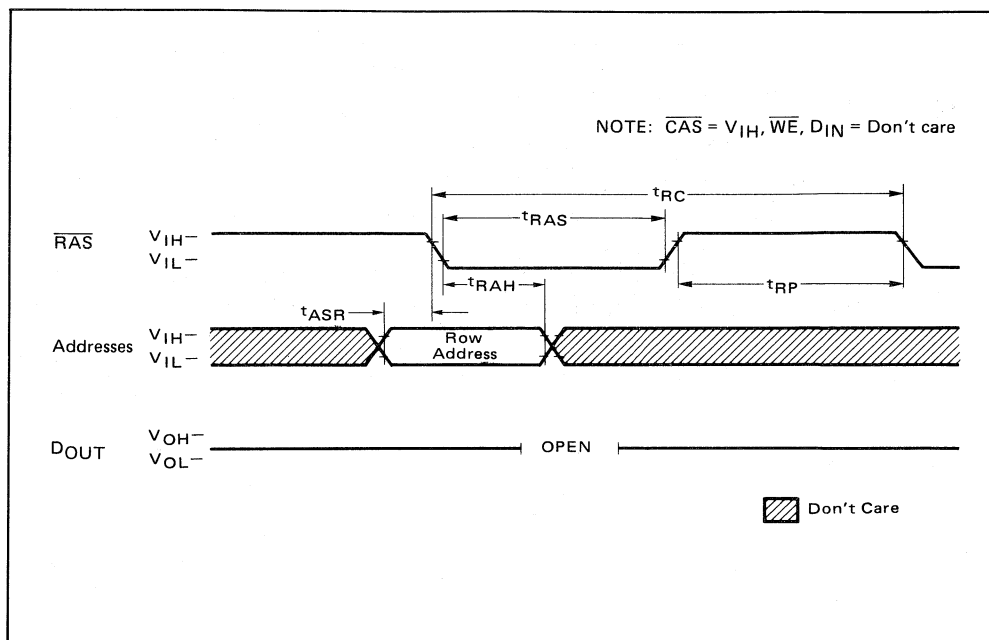 NOTE: CAS = VIH, WE, DIN = Don't care
tRC
tRAS
RAS VIH
VIL
tRAH
tRP
tASR
Addresses VIH
VIL
Row
Address
DOUT VOH
VOL
OPEN
Don't Care